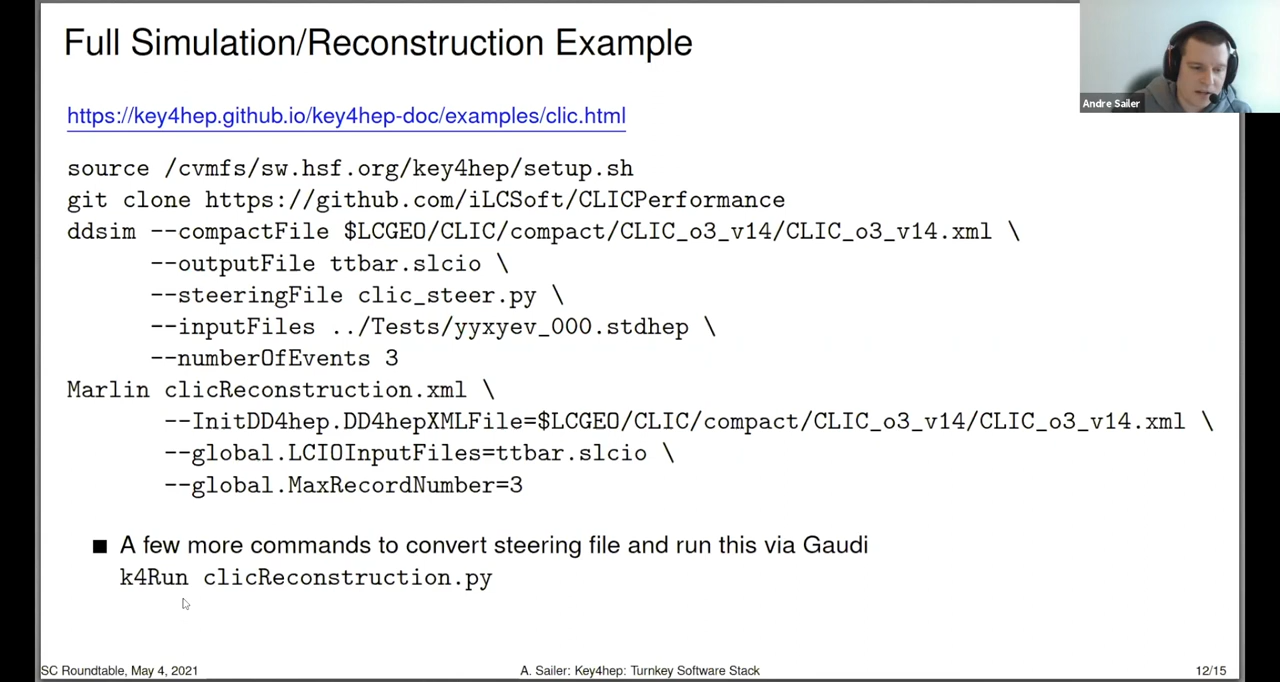 Full Simulation/Reconstruction Example
Andre Sailer
https://key4hep.github.io/key4hep-doc/examples/clic.html
source /cvmfs/sw.hsf.org/key4hep/setup.sh
git clone https://github.com/iLCSoft/CLICPerformance
ddsim --compactFile $LCGEO/CLIC/compact/CLIC_o3_v14/CLIC_o3_v14.xml \
--outputFile ttbar.slcio \
--steeringFile clic_steer.py \
--inputFiles ../Tests/yyxyev_000.stdhep \
--numberOfEvents 3
Marlin clicReconstruction.xml \
--InitDD4hep.DD4hepXMLFile=$LCGEO/CLIC/compact/CLIC_o3_v14/CLIC_o3_v14.xml \
--global.LCIOInputFiles=ttbar.slcio \
--global.MaxRecordNumber=3
■ A few more commands to convert steering file and run this via Gaudi
k4Run clicReconstruction.py
SC Roundtable, May 4, 2021
A. Sailer: Key4hep: Turnkey Software Stack
12/15